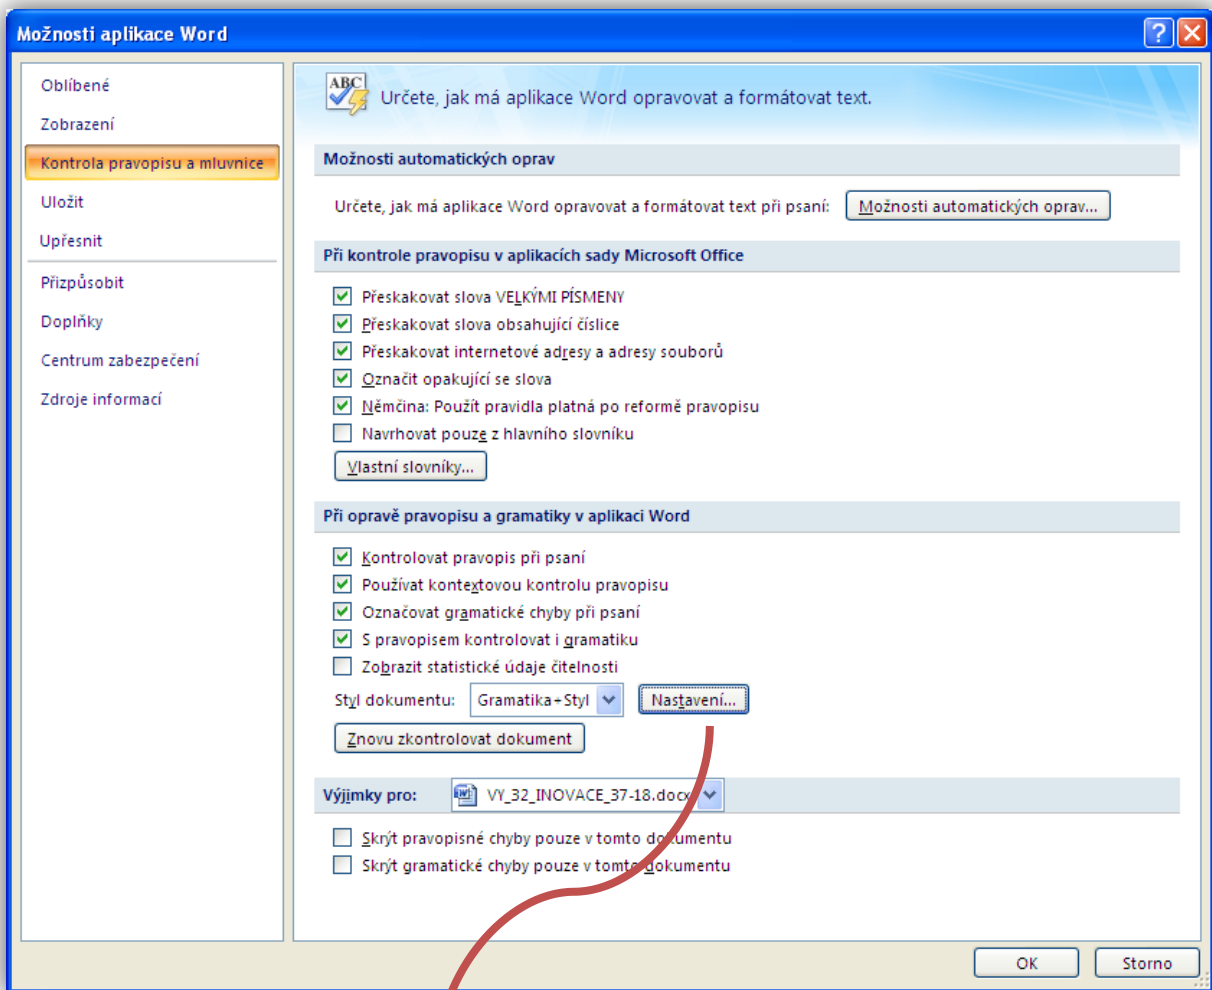 Možnosti aplikace Word
Oblíbené
Zobrazení
Kontrola pravopisu a mluvnice
Uložit
Upřesnit
Přizpůsobit
Doplňky
Centrum zabezpečení
Zdroje informací
ABC
Určete, jak má aplikace Word opravovat a formátovat text.
Možnosti automatických oprav
Určete, jak má aplikace Word opravovat a formátovat text při psaní: Možnosti automatických oprav...
Při kontrole pravopisu v aplikacích sady Microsoft Office
Přeskakovat slova VELKÝMI PÍSMENY
Přeskakovat slova obsahující číslice
Přeskakovat internetové adresy a adresy souborů
Označit opakující se slova
Němčina: Použít pravidla platná po reformě pravopisu
Navrhovat pouze z hlavního slovníku
Vlastní slovníky...
Při opravě pravopisu a gramatiky v aplikaci Word
Kontrolovat pravopis při psaní
Používat kontextovou kontrolu pravopisu
Označovat gramatické chyby při psaní
S pravopisem kontrolovat i gramatiku
Zobrazit statistické údaje čitelnosti
Styl dokumentu: Gramatika+Styl Nastavení...
Znovu zkontrolovat dokument
Výjimky pro: VY_32_INOVACE_37-18.docx
Skrýt pravopisné chyby pouze v tomto dokumentu
Skrýt gramatické chyby pouze v tomto dokumentu
OK Storno